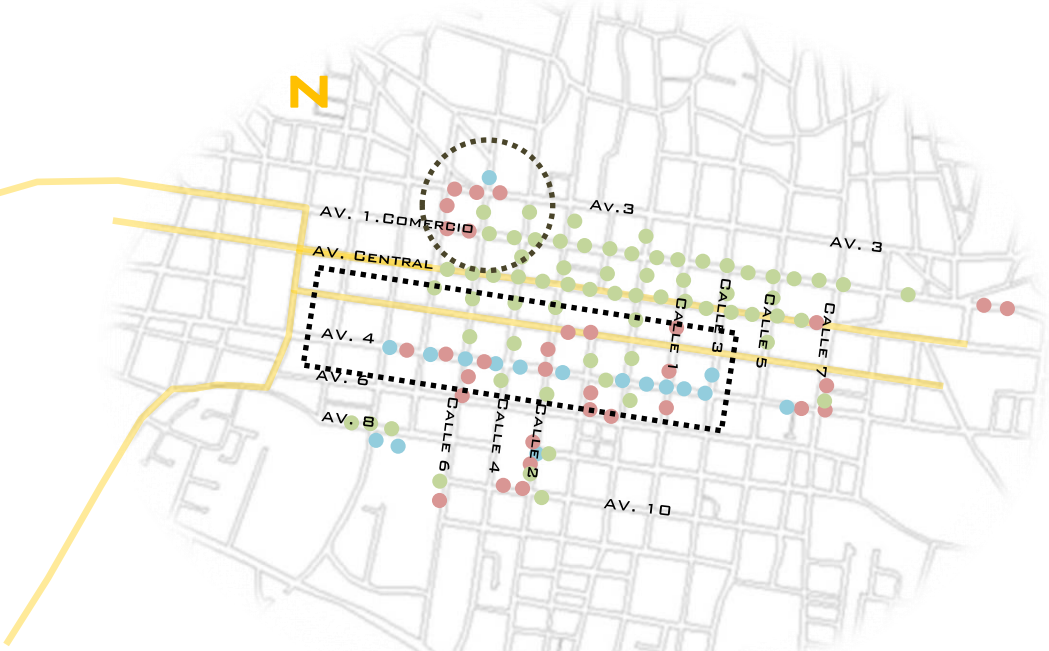 N
Av.3
Av. 1.Comercio
Av. 3
Av. Central
Calle 1
Calle 3
Calle 5
Calle 7
Av. 4
Av. 6
Av. 8
Calle 6
Calle 4
Calle 2
Av. 10